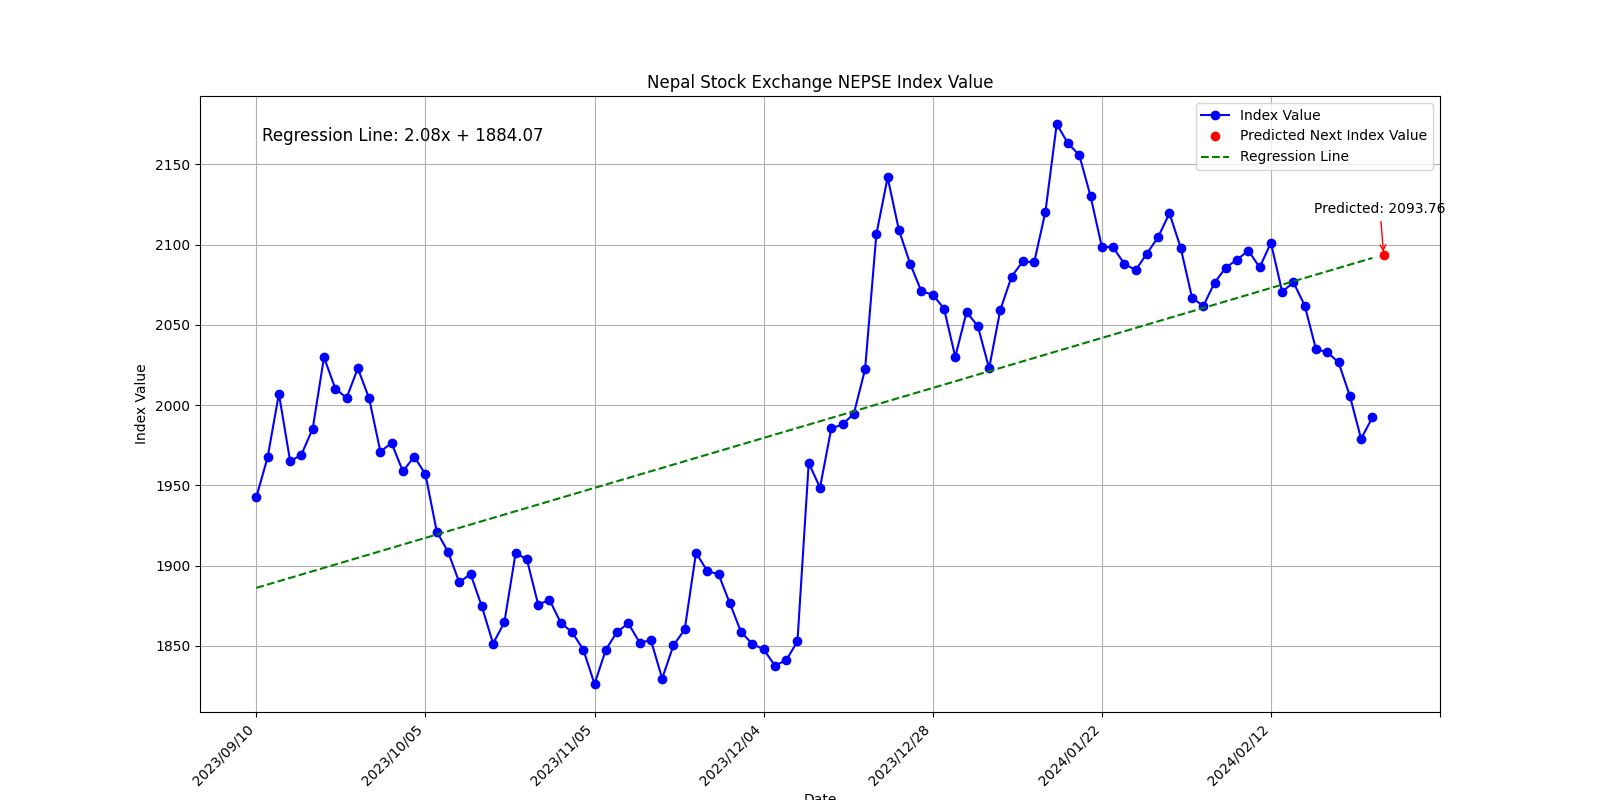 Nepal Stock Exchange NEPSE Index Value
Regression Line: 2.08x + 1884.07
Index Value
Predicted Next Index Value
Regression Line
Predicted: 2093.76
2150
2100
2050
2000
1950
1900
1850
Index Value
2023/09/10
2023/10/05
2023/11/05
2023/12/04
2023/12/28
2024/01/22
2024/02/12
Date